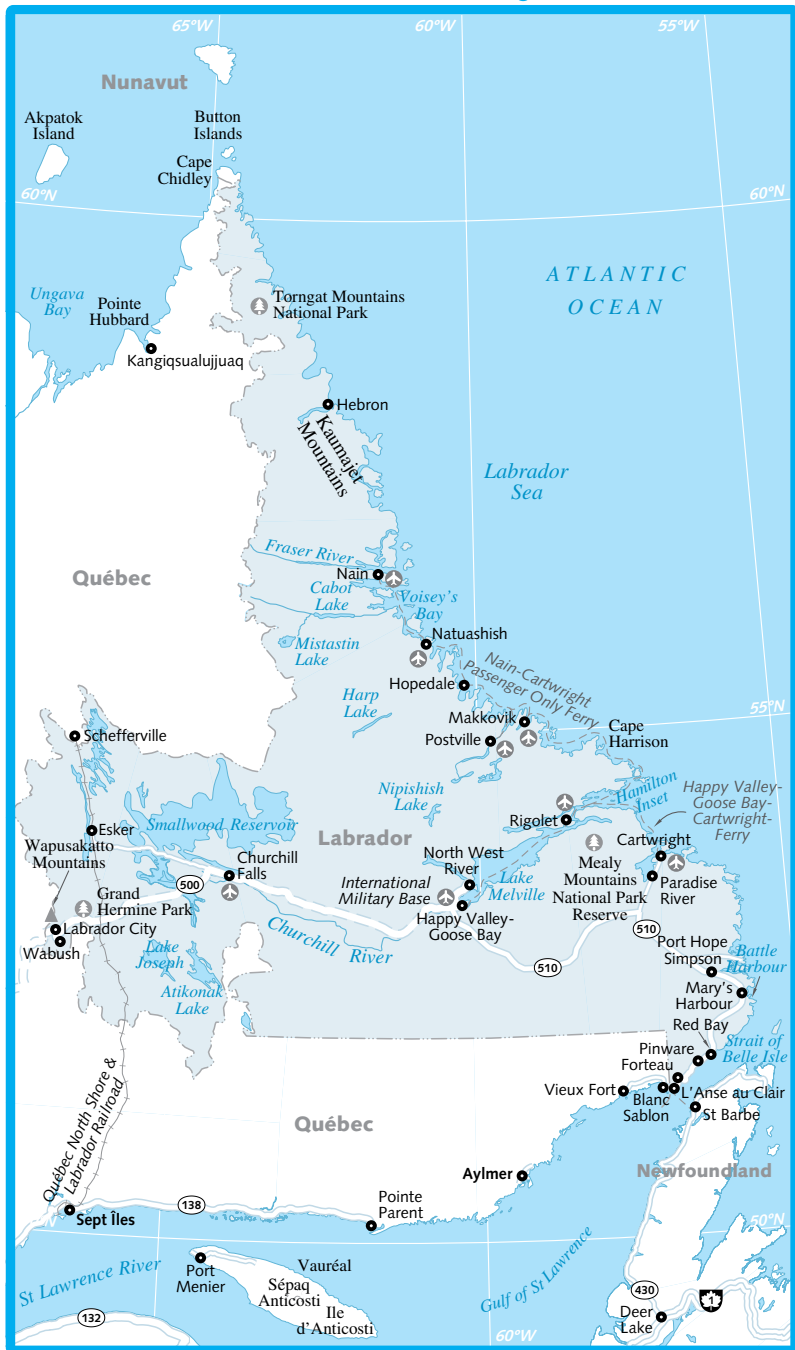 65°W
60°W
55°W
Nunavut
Akpatok
Island
Button
Islands
Cape
Chidley
60°N
60°N
ATLANTIC
OCEAN
Ungava
Bay
Pointe
Hubbard
Torngat Mountains
National Park
Kangiqsualujjuaq
Hebron
Kaumajet
Mountains
Labrador
Sea
Fraser River
Québec
Nain
Cabot
Lake
Voisey's
Bay
Natuashish
Mistastin
Lake
Nain-Cartwright
Passenger Only Ferry
Hopedale
Harp
Lake
55°N
Makkovik
Cape
Harrison
Postville
Schefferville
Nipishish
Lake
Hamilton
Inset
Happy Valley-
Goose Bay-
Cartwright-
Ferry
Rigolet
Esker
Smallwood Reservoir
Labrador
Wapusakatto
Mountains
Cartwright
Churchill
Falls
North West
River
Mealy
Mountains
National Park
Reserve
Lake
Melville
Paradise
River
500
International
Military Base
Grand
Hermine Park
Happy Valley-
Goose Bay
Labrador City
Churchill River
510
Wabush
Lake
Joseph
Port Hope
Simpson
Battle
Harbour
510
Atikonak
Lake
Mary's
Harbour
Red Bay
Strait of
Belle Isle
Pinware
Forteau
Québec North Shore &
Labrador Railroad
Vieux Fort
Blanc
Sablon
L'Anse au Clair
St Barbe
Québec
Newfoundland
Aylmer
138
Pointe
Parent
Sept Îles
50°N
St Lawrence River
Port
Menier
Vauréal
Sépaq
Anticosti
Ile
d'Anticosti
Gulf of St Lawrence
430
1
Deer
Lake
132
60°W